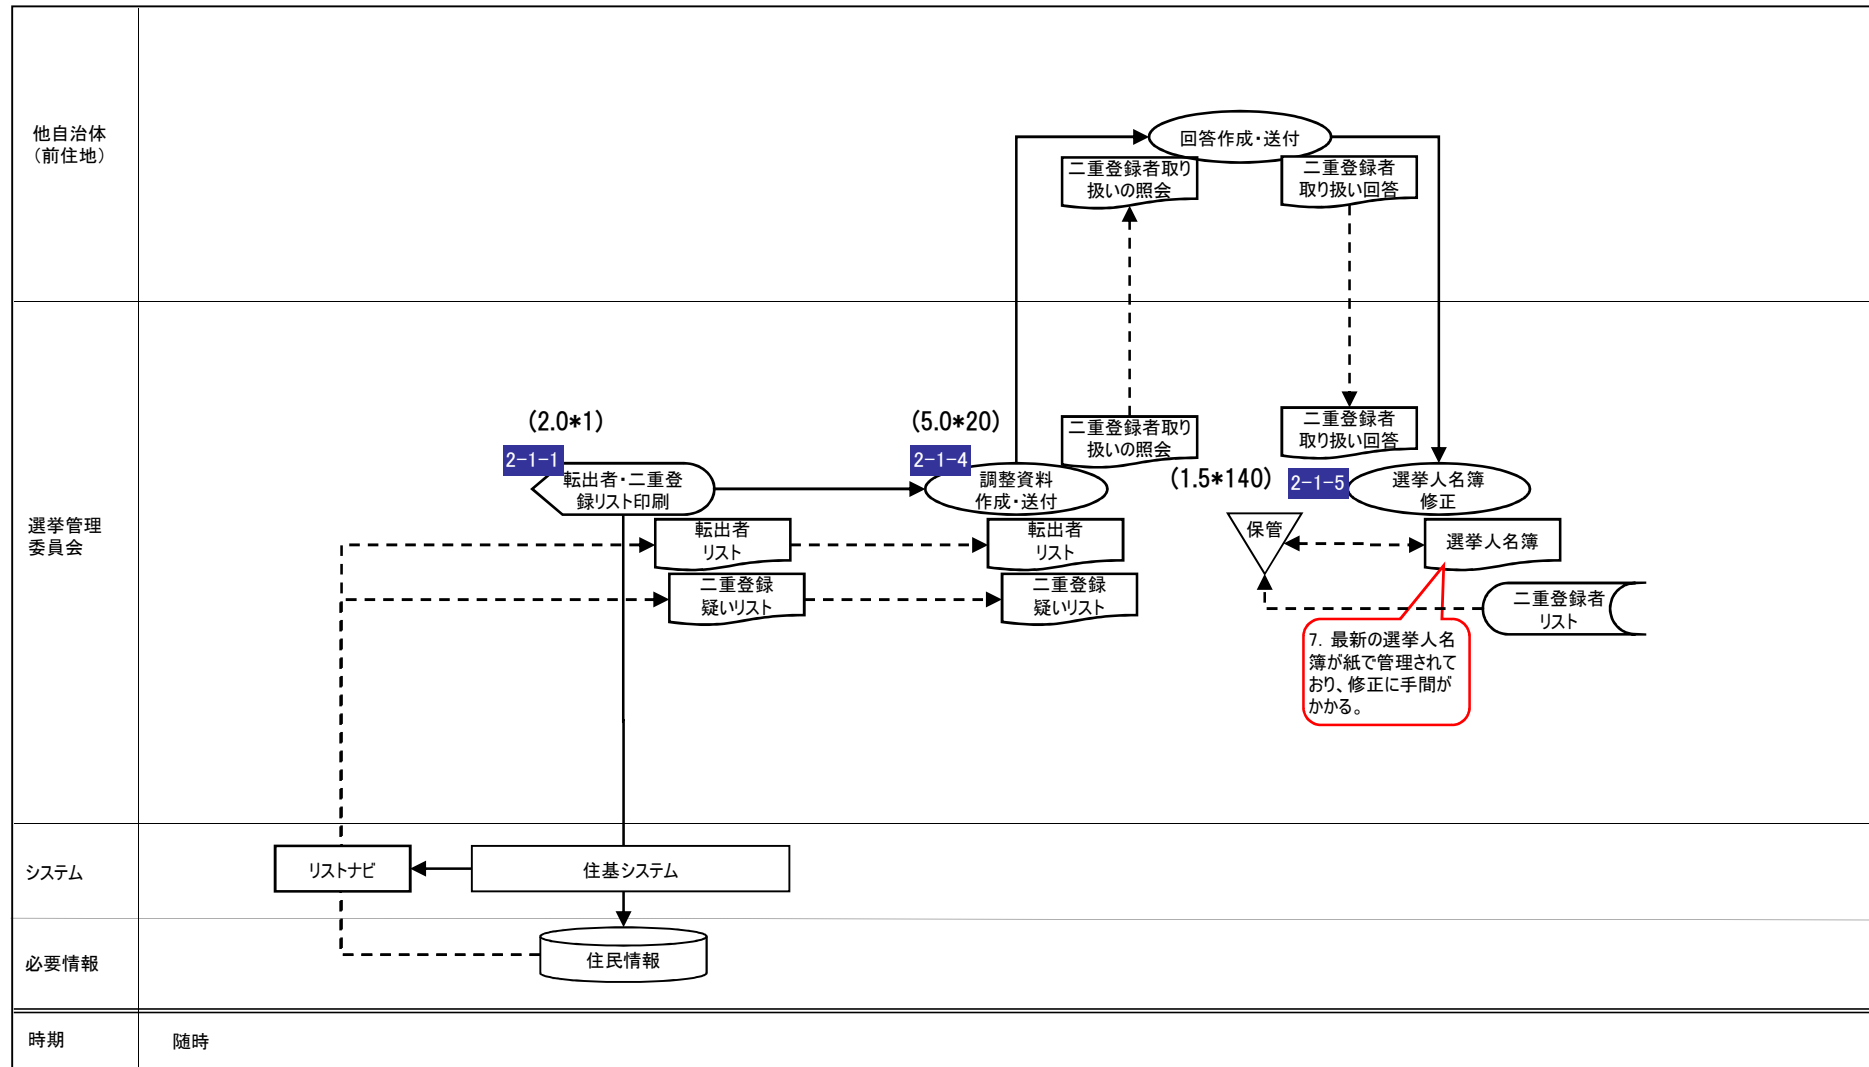 他自治体
（前住地）
回答作成・送付
二重登録者取り
扱いの照会
二重登録者
取り扱い回答
選挙管理
委員会
(2.0*1)
2-1-1
転出者・二重登
録リスト印刷
(5.0*20)
2-1-4
調整資料
作成・送付
二重登録者取り
扱いの照会
二重登録者
取り扱い回答
(1.5*140)
2-1-5
選挙人名簿
修正
転出者
リスト
転出者
リスト
保管
選挙人名簿
二重登録
疑いリスト
二重登録
疑いリスト
二重登録者
リスト
7. 最新の選挙人名
簿が紙で管理されて
おり、修正に手間が
かかる。
システム
リストナビ
住基システム
必要情報
住民情報
時期
随時